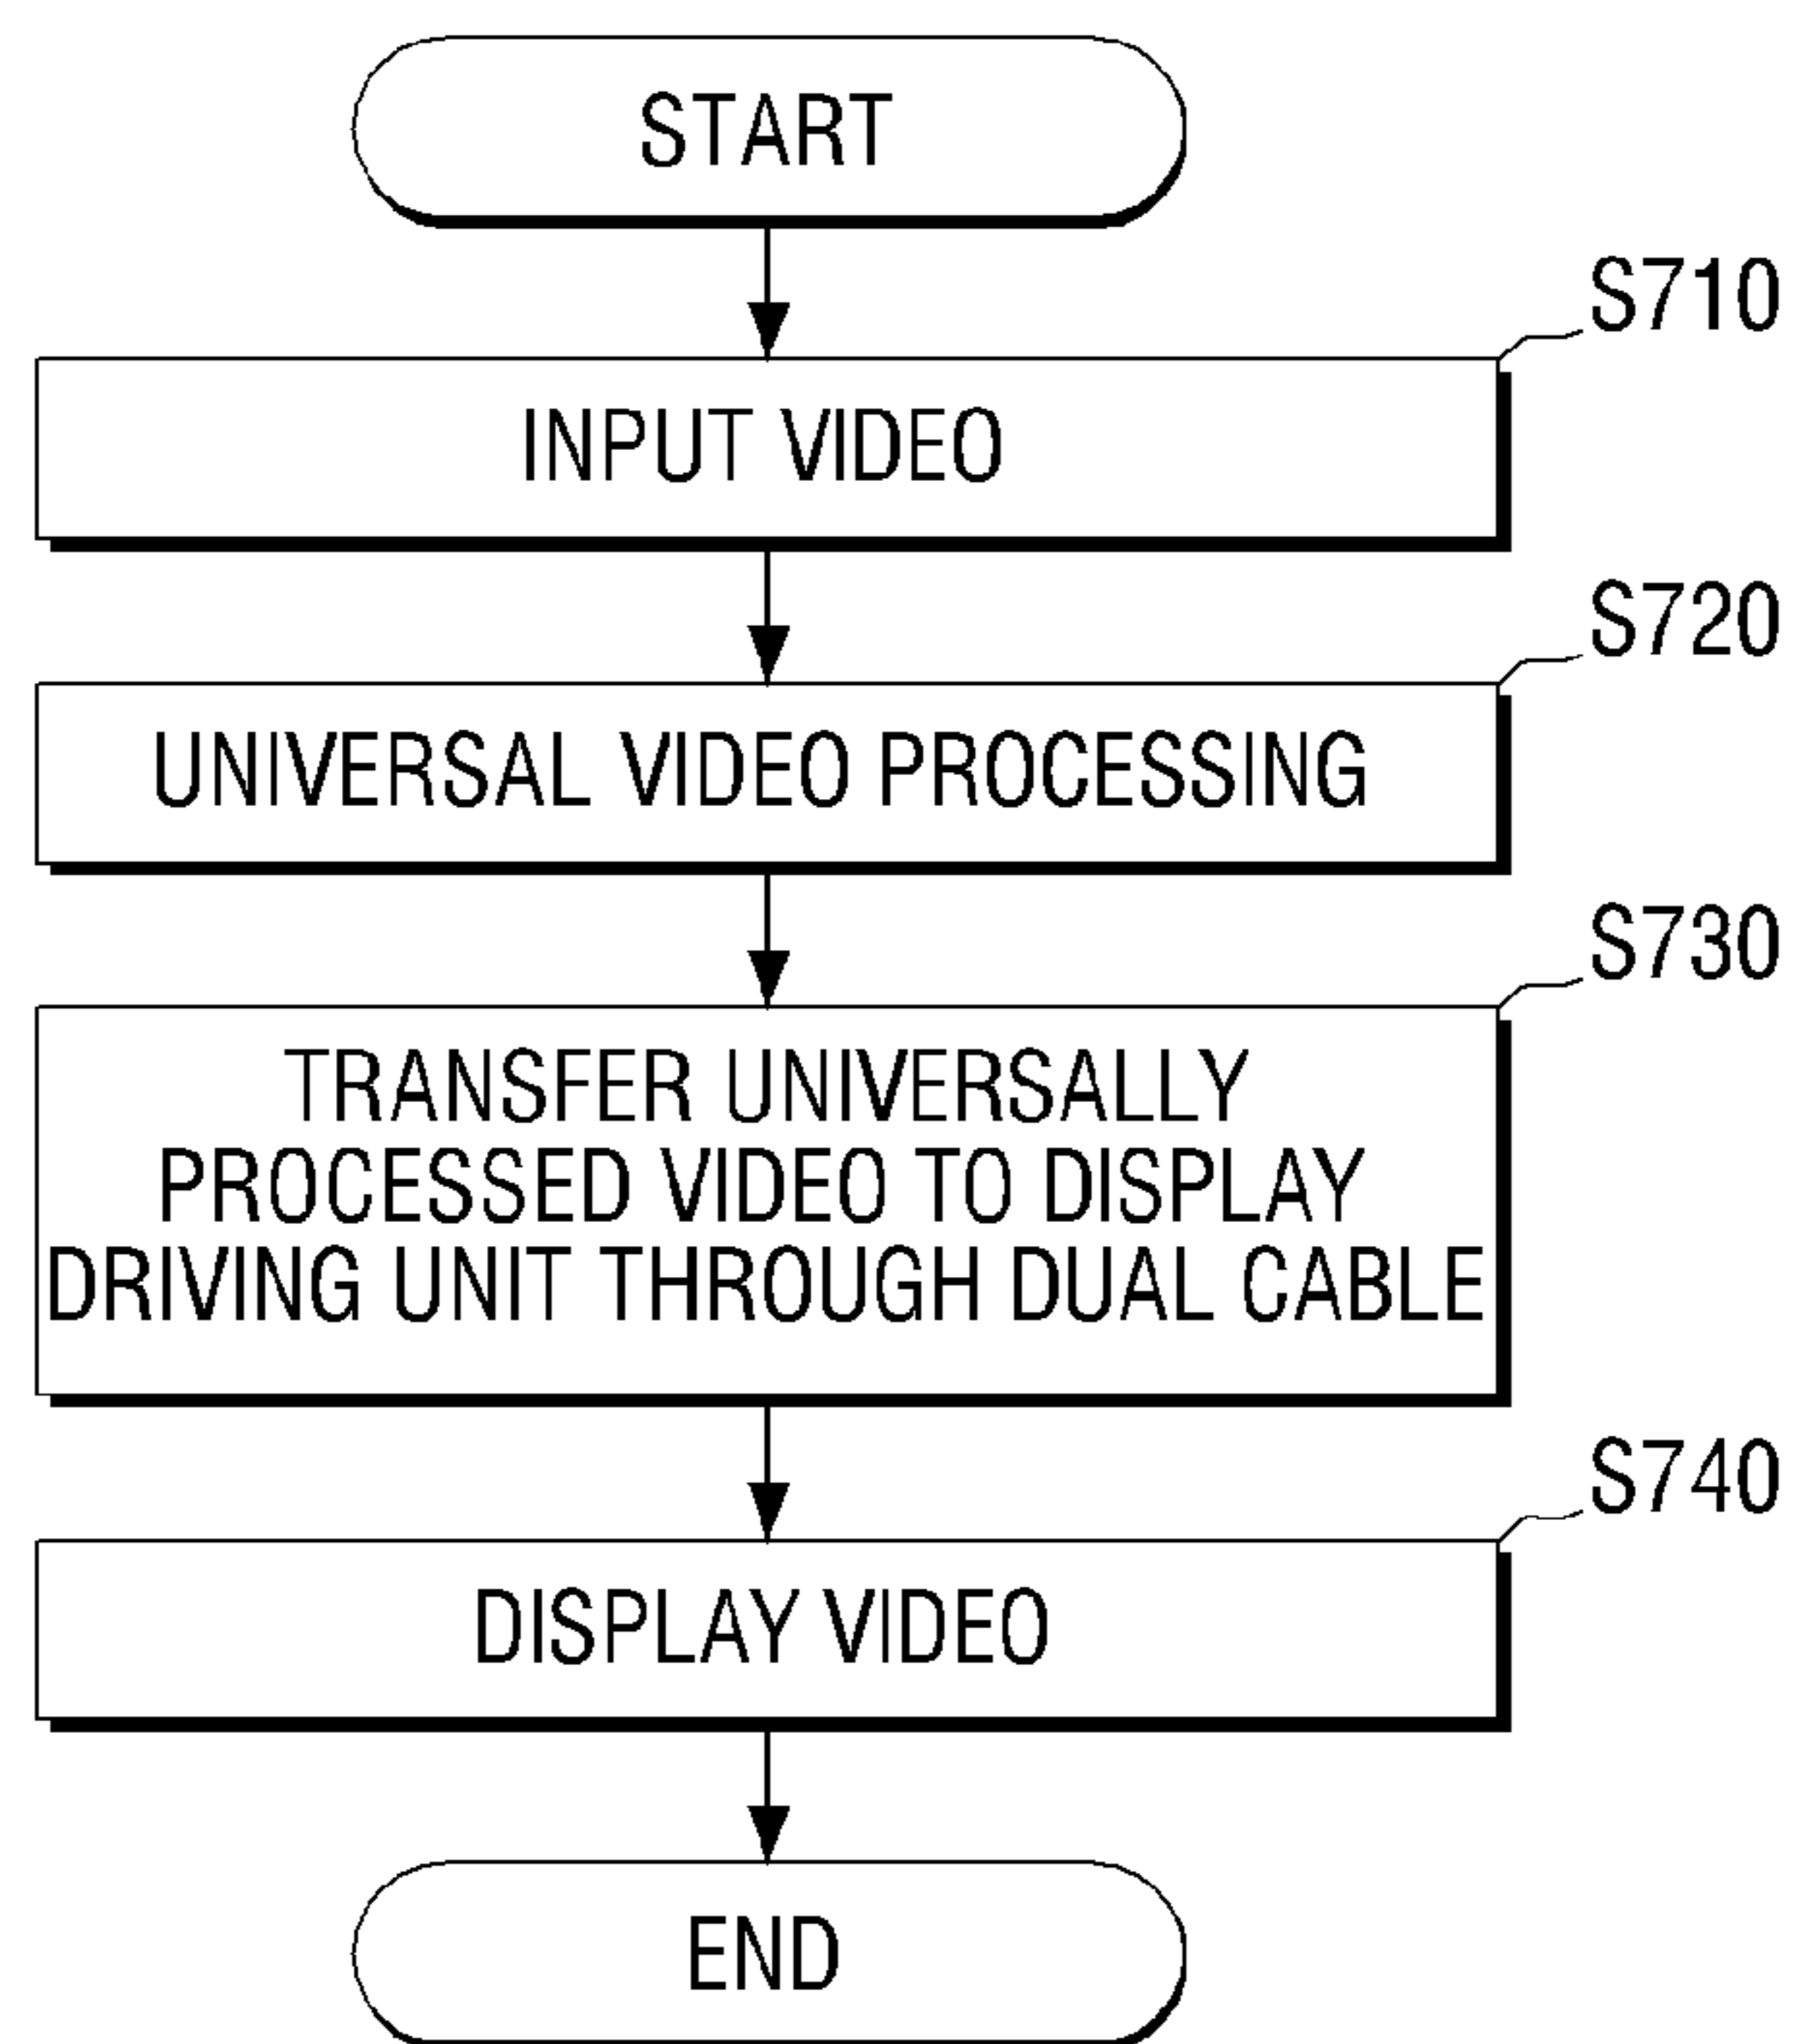 START
S710
INPUT VIDEO
S720
UNIVERSAL VIDEO PROCESSING
S730
TRANSFER UNIVERSALLY
PROCESSED VIDEO TO DISPLAY
DRIVING UNIT THROUGH DUAL CABLE
S740
DISPLAY VIDEO
END